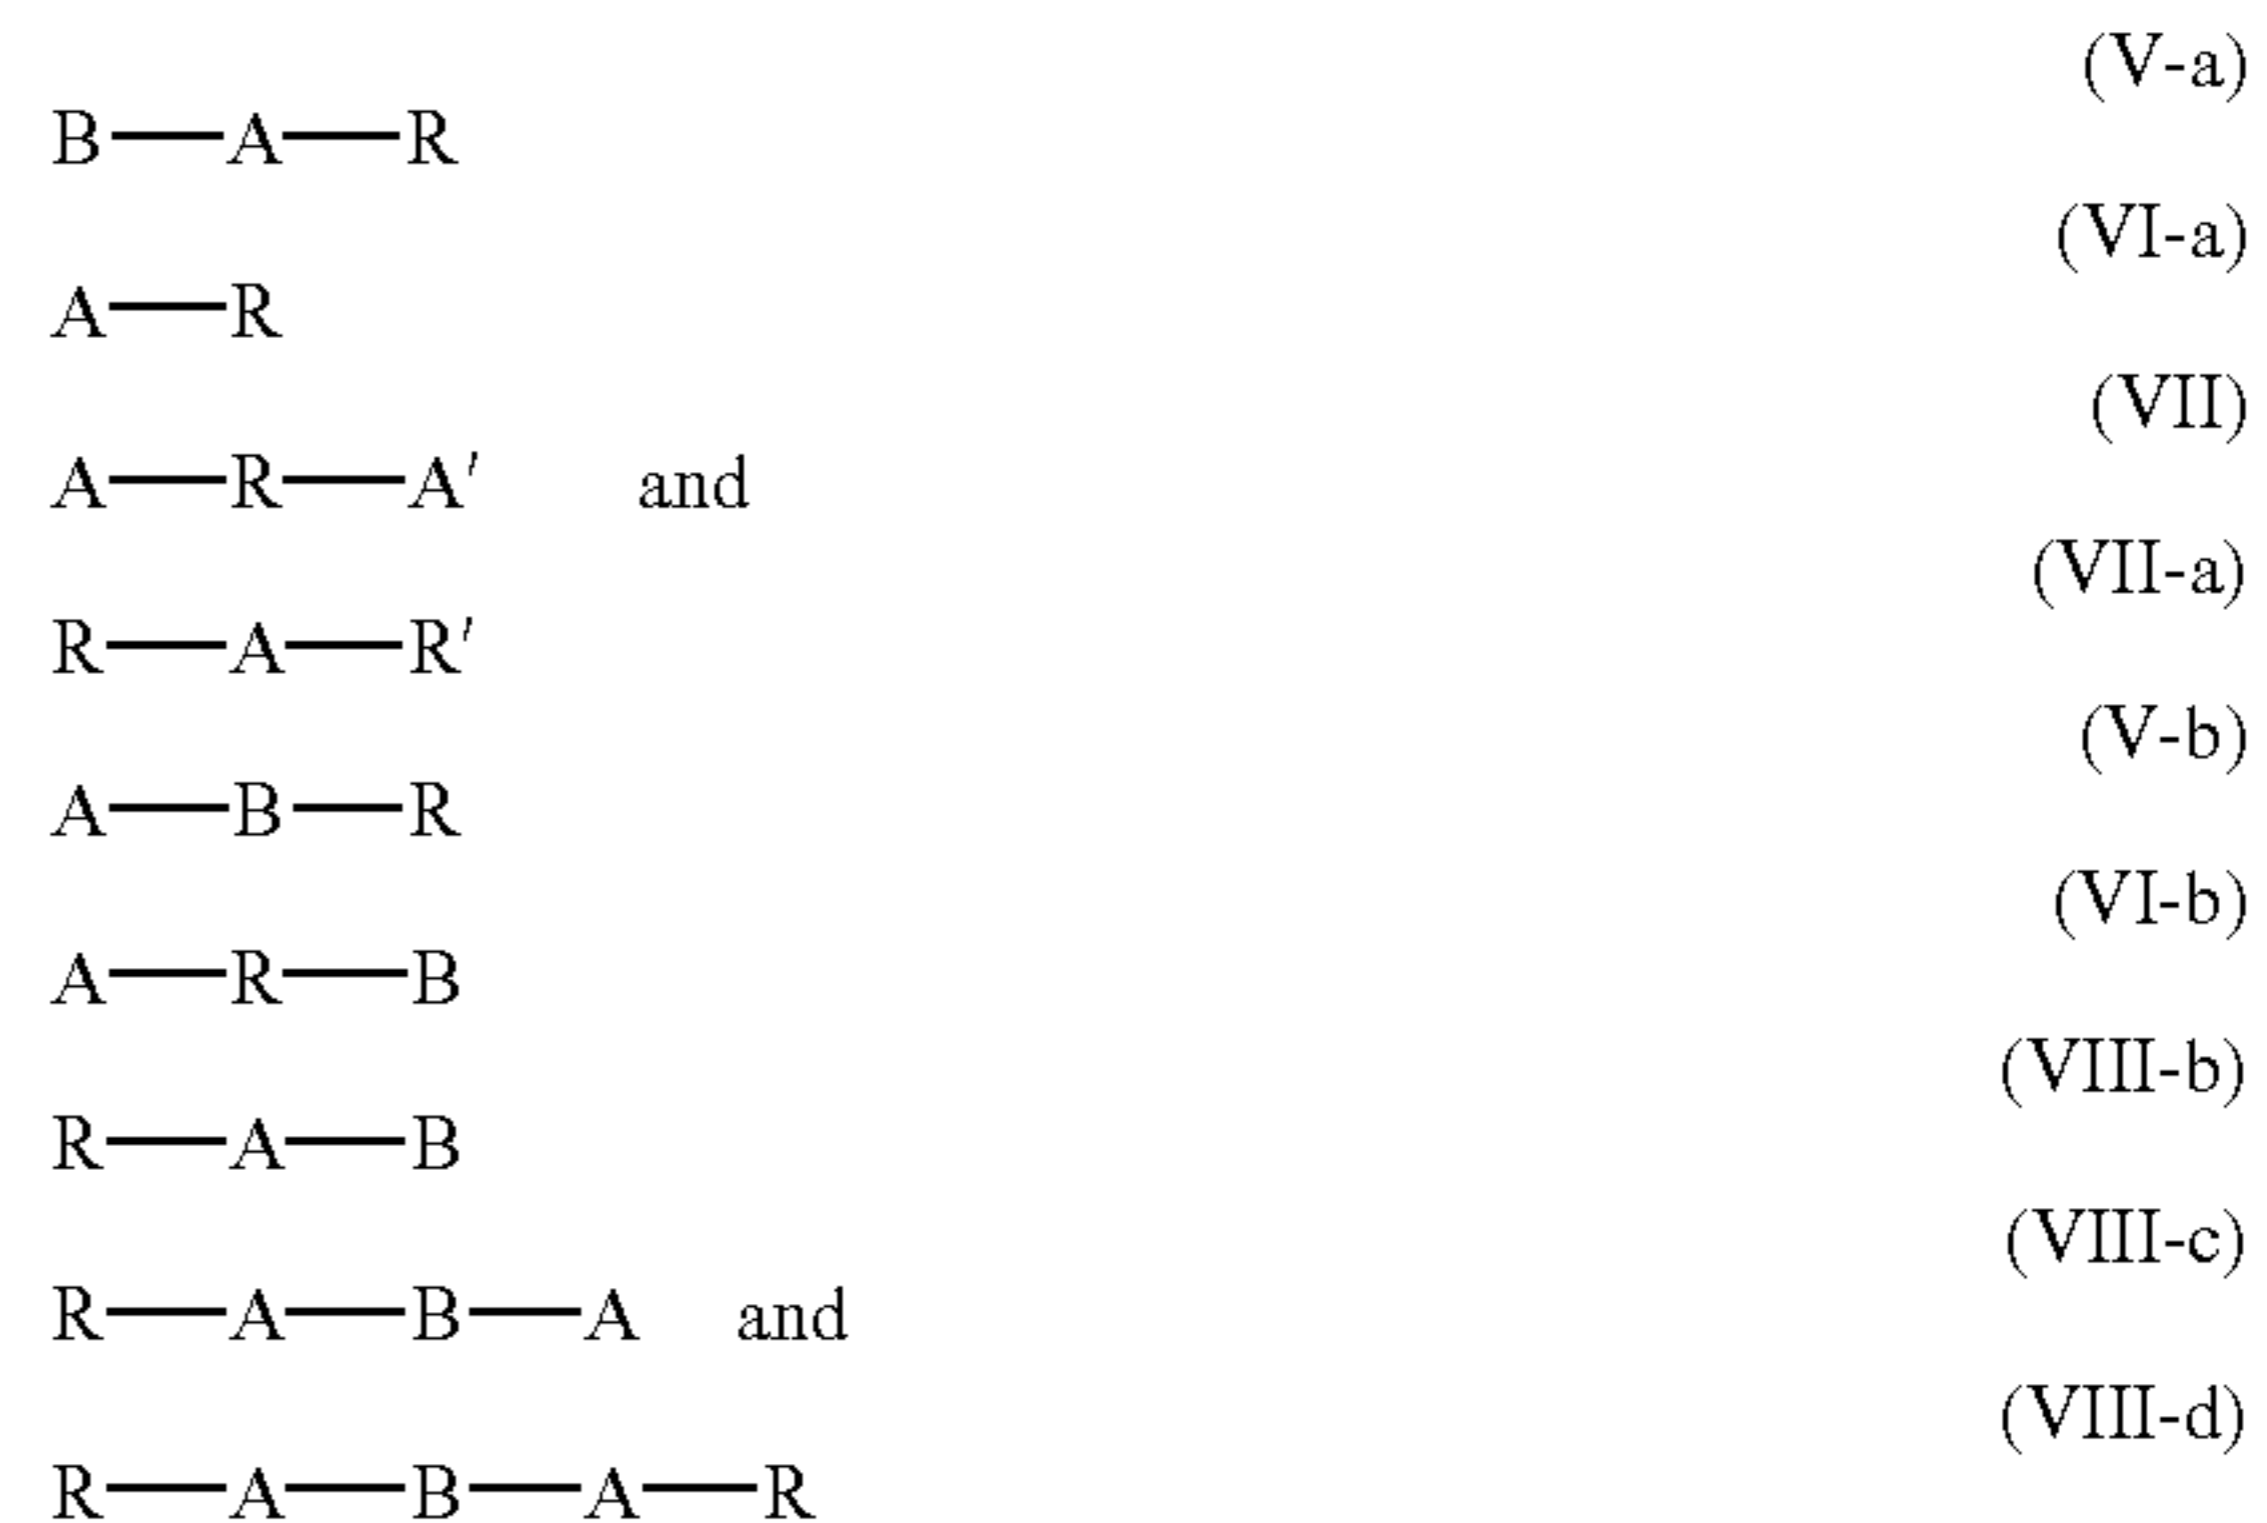 (V-a)
B—A—R
(VI-a)
A—R
(VII)
A—R—A′ and
(VII-a)
R—A—R′
(V-b)
A—B—R
(VI-b)
A—R—B
(VIII-b)
R—A—B
(VIII-c)
R—A—B—A and
(VIII-d)
R—A—B—A—R